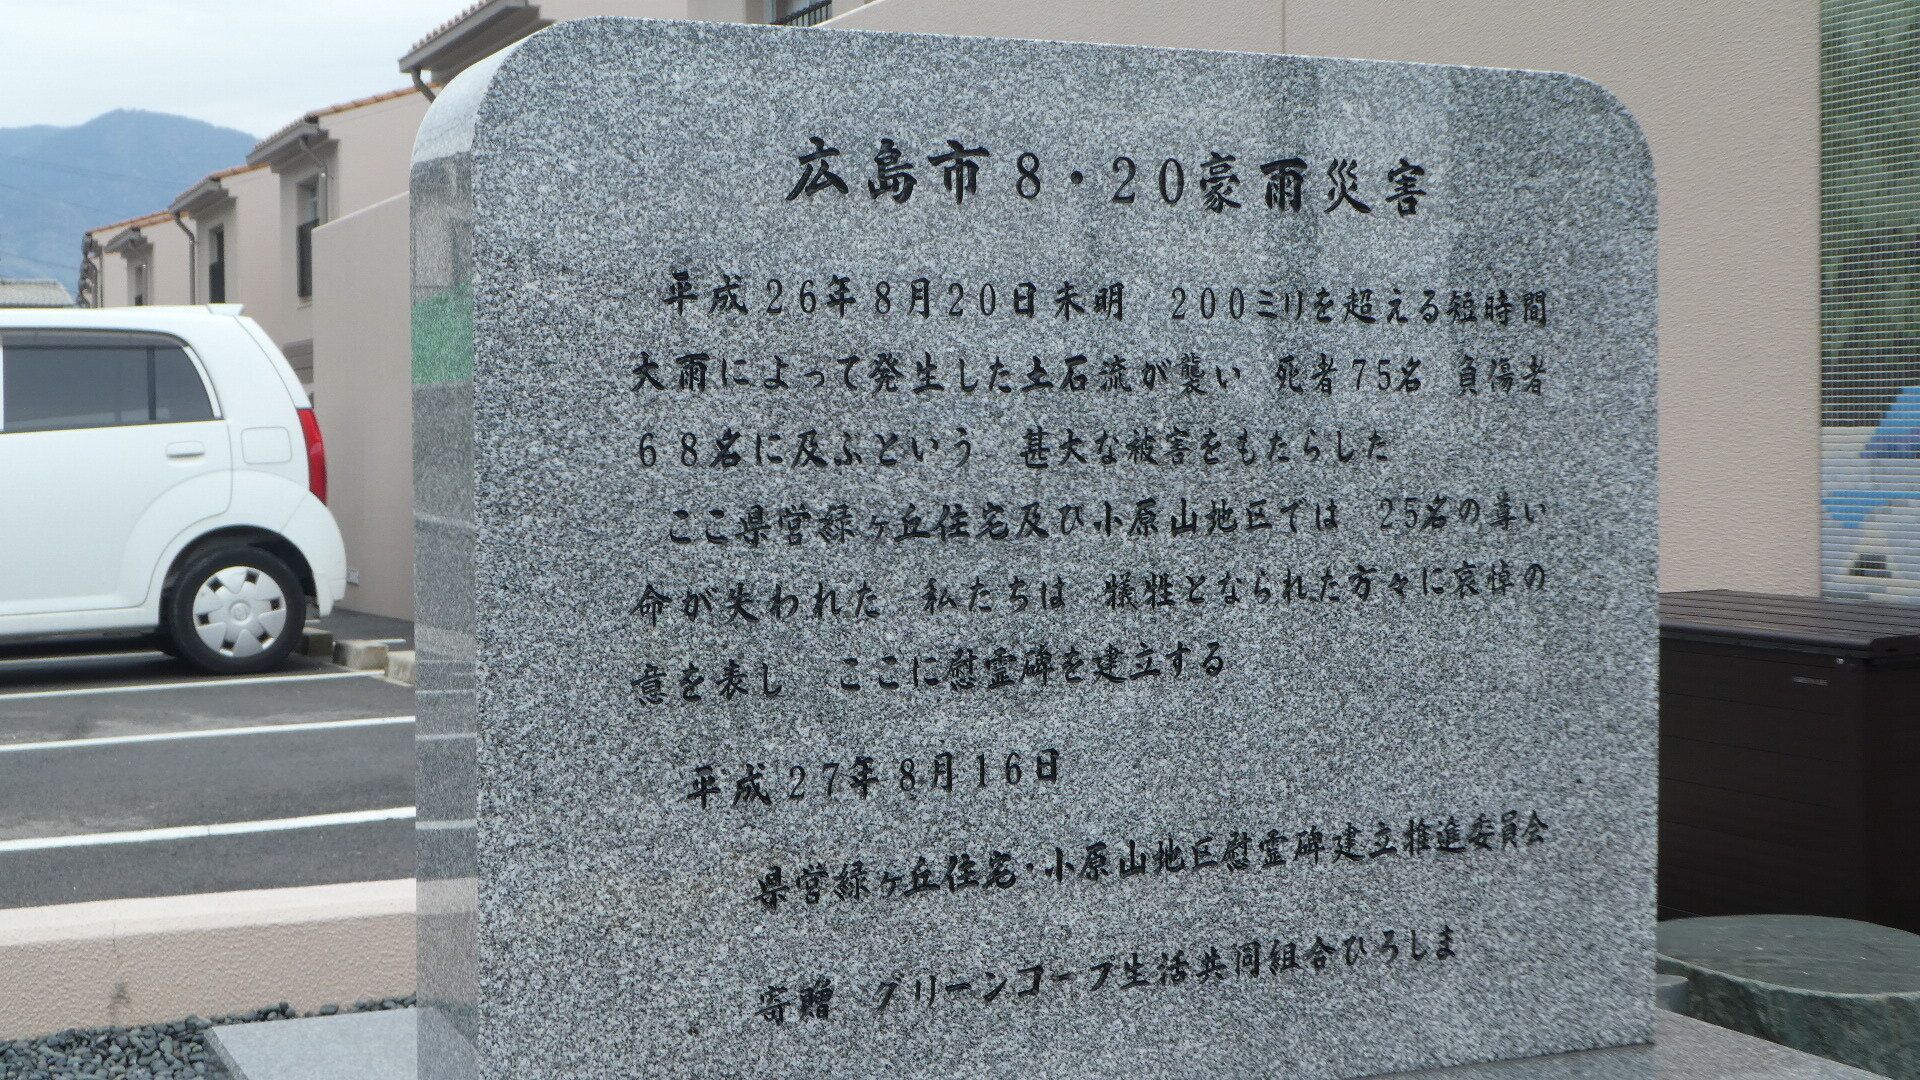 広島市8・20豪雨災害
平成26年8月20日未明　200ミリを超える短時間
大雨によって発生した土石流が襲い　死者75名　負傷者
68名に及ぶという　甚大な被害をもたらした
ここ県営緑ヶ丘住宅及び小原山地区では　25名の尊い
命が失われた　私たちは　犠牲となられた方々に哀悼の
意を表し　ここに慰霊碑を建立する
平成27年8月16日
県営緑ヶ丘住宅・小原山地区慰霊碑建立推進委員会
寄贈　グリーンコープ生活共同組合ひろしま